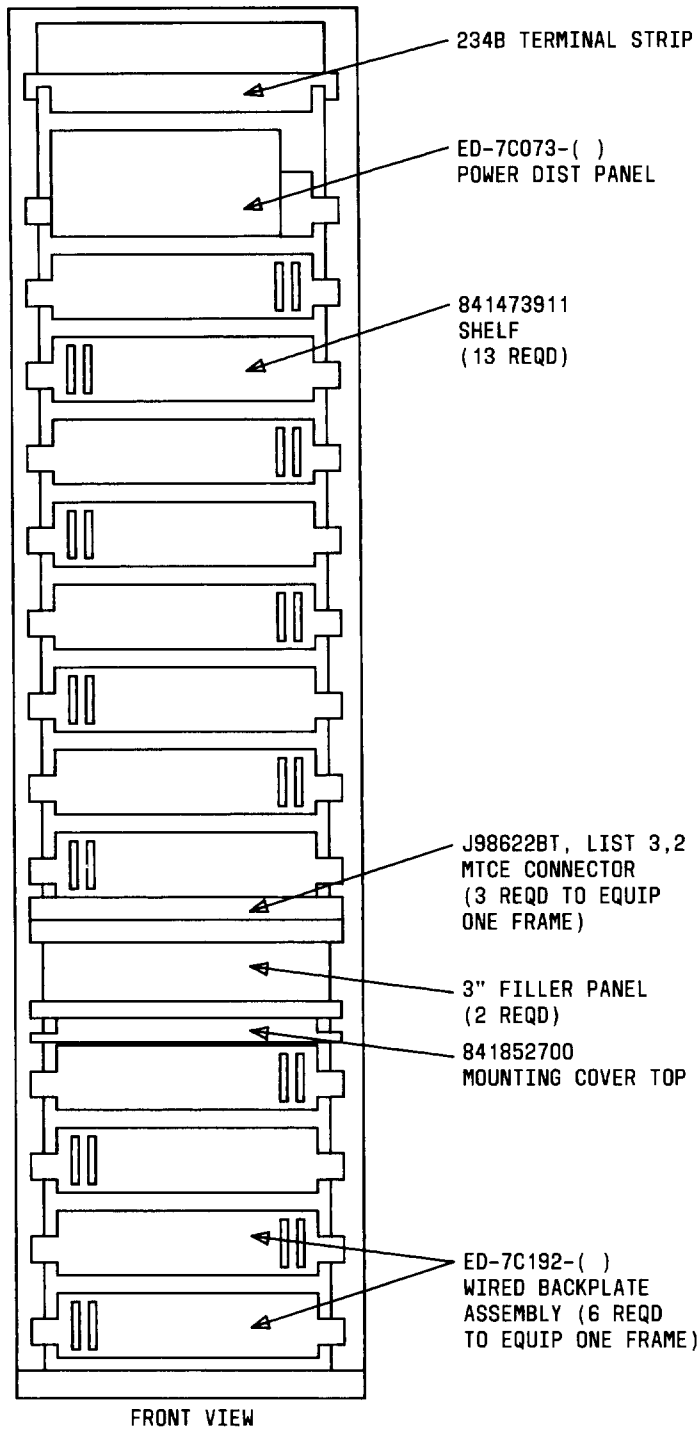 234B TERMINAL STRIP
ED-7C073-( )
POWER DIST PANEL
841473911
SHELF
(13 REQD)
J98622BT, LIST 3,2
MTCE CONNECTOR
(3 REQD TO EQUIP
ONE FRAME)
3" FILLER PANEL
(2 REQD)
841852700
MOUNTING COVER TOP
ED-7C192-( )
WIRED BACKPLATE
ASSEMBLY (6 REQD
TO EQUIP ONE FRAME)
FRONT VIEW